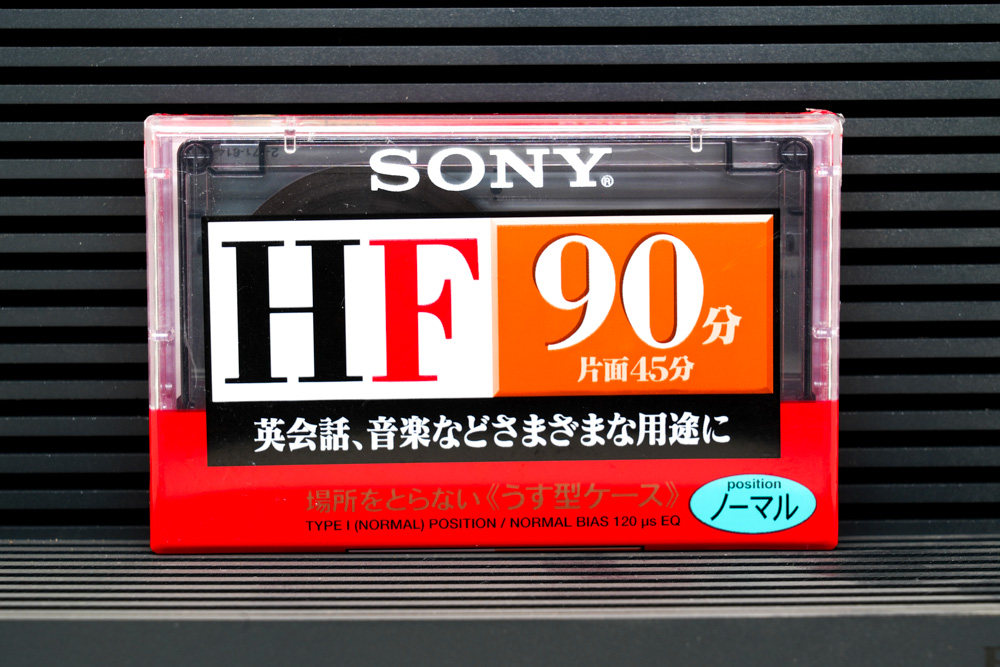 SONY®
HF
90分
片面45分
英会話、音楽などさまざまな用途に
場所をとらない《うす型ケース》
TYPE I (NORMAL) POSITION / NORMAL BIAS 120 μs EQ
position
ノーマル